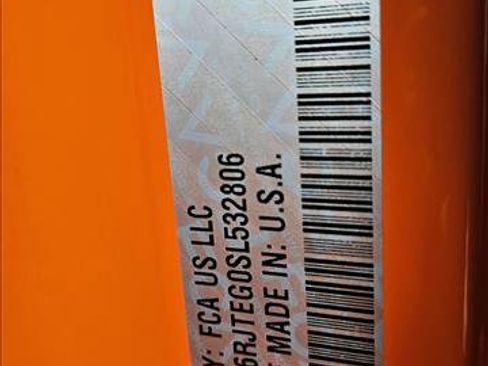 Y: FCA US LLC
6RJTEG0SL532806
MADE IN: U.S.A.